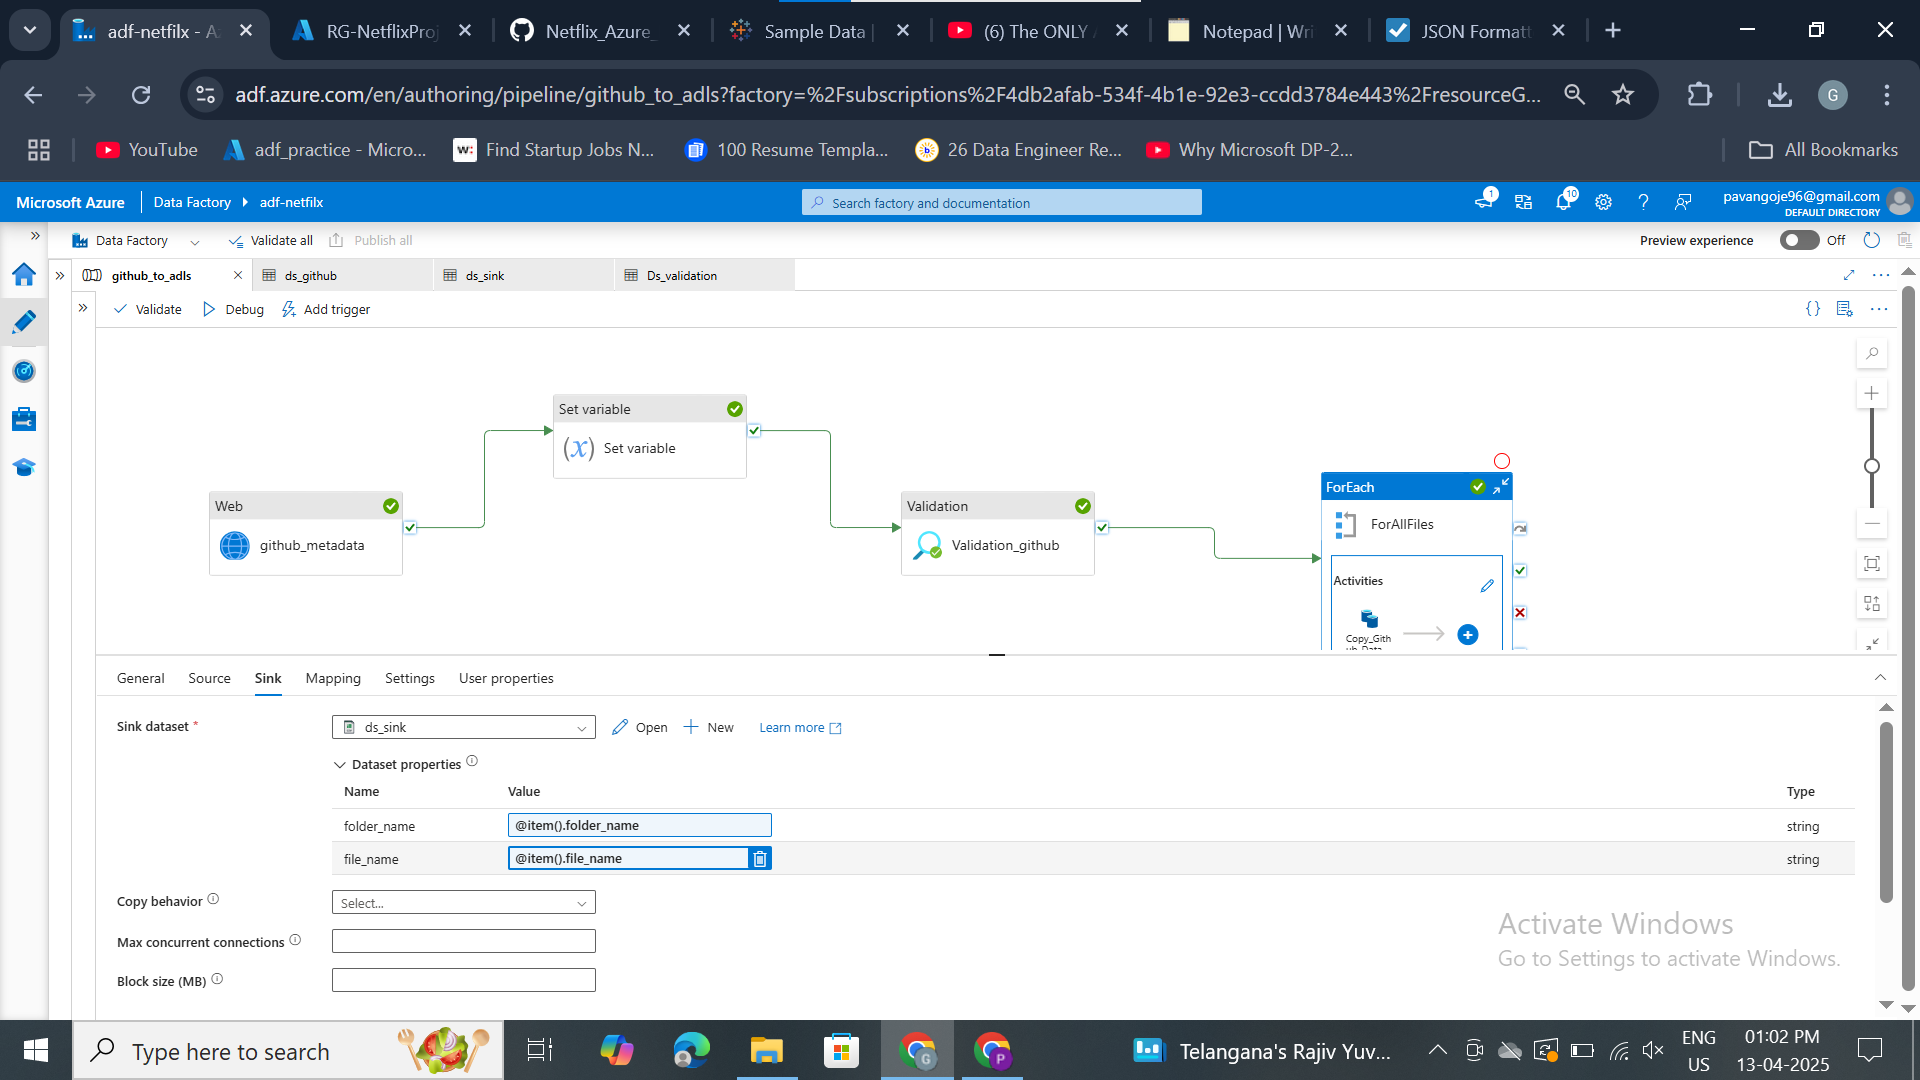 adf-netfilx - A
RG-NetflixProj
Netflix_Azure_
Sample Data |
(6) The ONLY A
Notepad | Wri
JSON Formatt
adf.azure.com/en/authoring/pipeline/github_to_adls?factory=%2Fsubscriptions%2F4db2afab-534f-4b1e-92e3-ccdd3784e443%2FresourceG...
G
YouTube
adf_practice - Micro...
w:
Find Startup Jobs N...
100 Resume Templa...
b
26 Data Engineer Re...
Why Microsoft DP-2...
All Bookmarks
Microsoft Azure
Data Factory
adf-netfilx
Search factory and documentation
1
10
?
pavangoje96@gmail.com
DEFAULT DIRECTORY
Data Factory
Validate all
Publish all
Preview experience
Off
github_to_adls
ds_github
ds_sink
Ds_validation
Validate
Debug
Add trigger
{}
Set variable
(x)
Set variable
Web
github_metadata
Validation
Validation_github
ForEach
ForAllFiles
Activities
Copy_Gith
ub_Data
General
Source
Sink
Mapping
Settings
User properties
Sink dataset *
ds_sink
Open
New
Learn more
Dataset properties
Name
Value
Type
folder_name
@item().folder_name
string
file_name
@item().file_name
string
Copy behavior
Select...
Max concurrent connections
Block size (MB)
Activate Windows
Go to Settings to activate Windows.
Type here to search
G
P
Telangana's Rajiv Yuv...
ENG
US
01:02 PM
13-04-2025